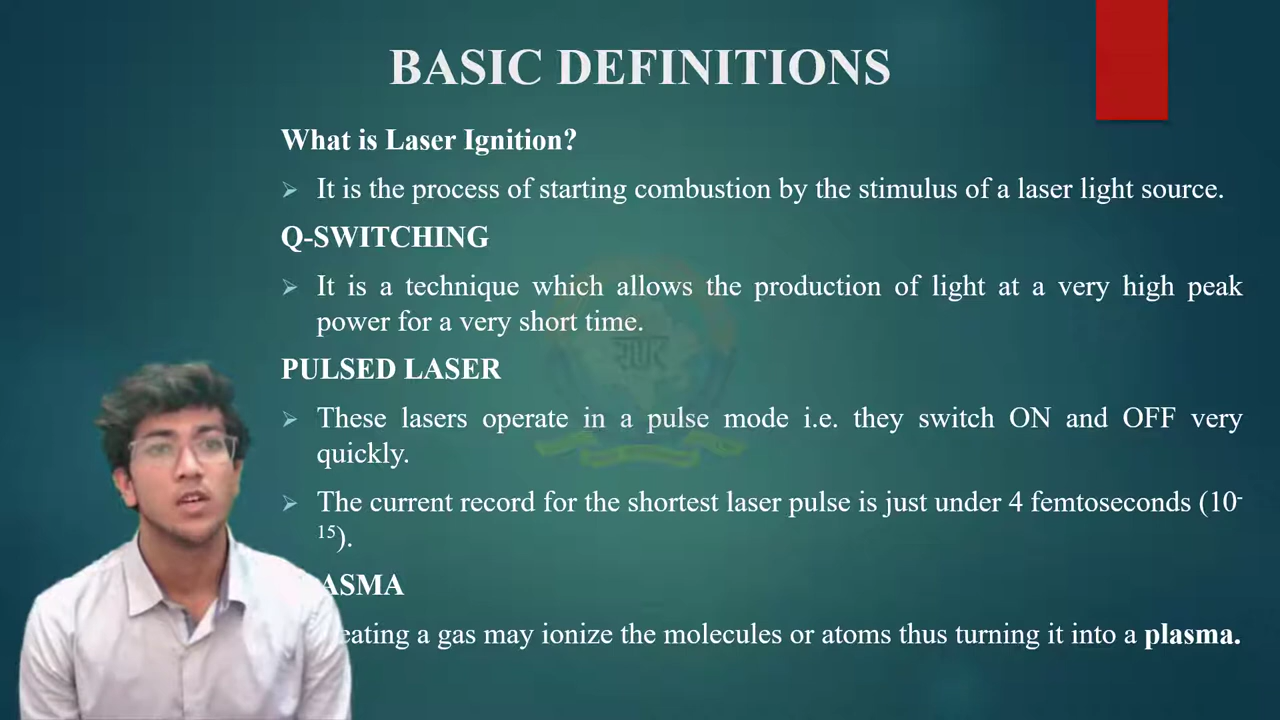 BASIC DEFINITIONS
What is Laser Ignition?
It is the process of starting combustion by the stimulus of a laser light source.
Q-SWITCHING
It is a technique which allows the production of light at a very high peak
power for a very short time.
PULSED LASER
These lasers operate in a pulse mode i.e. they switch ON and OFF very
quickly.
The current record for the shortest laser pulse is just under 4 femtoseconds (10-
15).
ASMA
eating a gas may ionize the molecules or atoms thus turning it into a plasma.